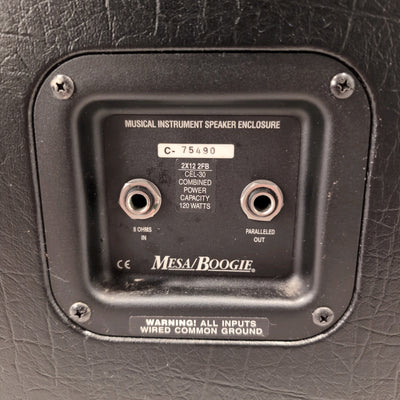 MUSICAL INSTRUMENT SPEAKER ENCLOSURE
C- 75490
2X12 2FB
CEL-30
COMBINED
POWER
CAPACITY
120 WATTS
8 OHMS
IN
PARALLELED
OUT
CE MESA/BOOGIE®
WARNING! ALL INPUTS
WIRED COMMON GROUND